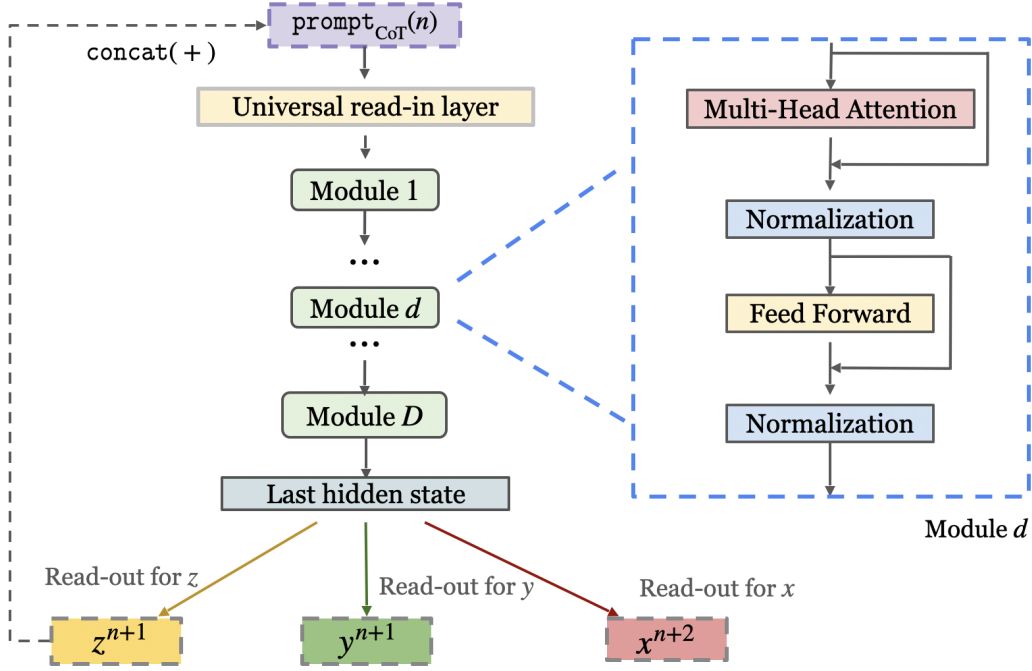 prompt_CoT(n)
concat( + )
Universal read-in layer
Module 1
...
Module d
...
Module D
Last hidden state
Read-out for z
Read-out for y
Read-out for x
z^{n+1}
y^{n+1}
x^{n+2}
Multi-Head Attention
Normalization
Feed Forward
Normalization
Module d